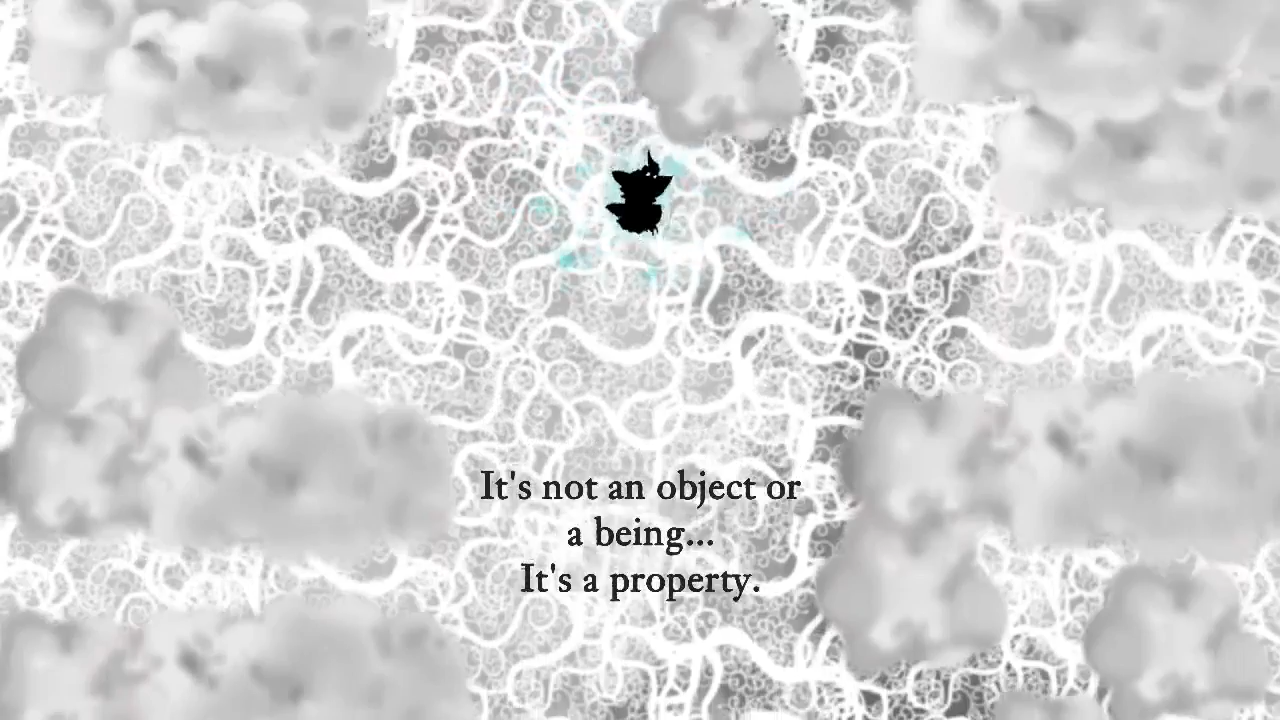 It's not an object or
a being...
It's a property.